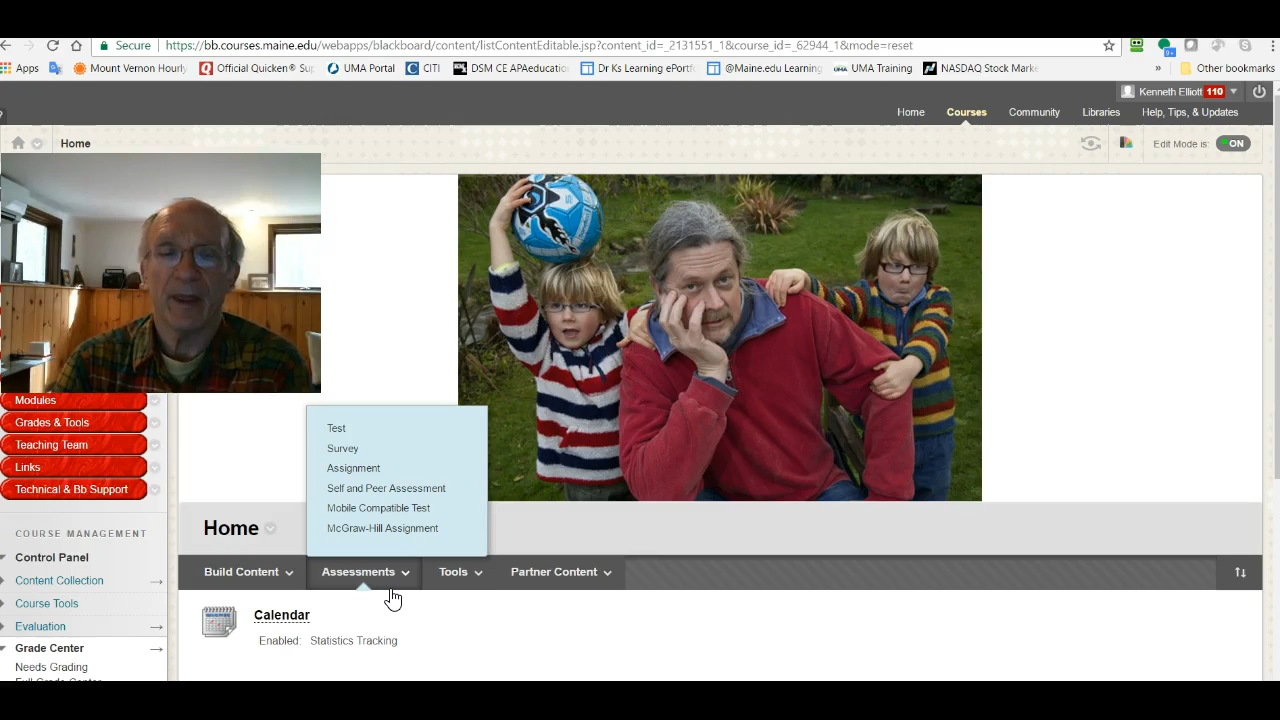 Secure https://bb.courses.maine.edu/webapps/blackboard/content/listContentEditable.jsp?content_id=_2131551_1&course_id=_62944_1&mode=reset
Apps Mount Vernon Hourly Official Quicken® Su UMA Portal CITI DSM CE APAeducatio Dr Ks Learning ePortf @Maine.edu Learning UMA Training NASDAQ Stock Marke » Other bookmarks
Kenneth Elliott 110
Home Courses Community Libraries Help, Tips, & Updates
Home Edit Mode is: ON
Modules
Grades & Tools
Teaching Team
Links
Technical & Bb Support
COURSE MANAGEMENT
Control Panel
Content Collection
Course Tools
Evaluation
Grade Center
Needs Grading
Full Grade Center
Test
Survey
Assignment
Self and Peer Assessment
Mobile Compatible Test
McGraw-Hill Assignment
Home
Build Content Assessments Tools Partner Content
Calendar
Enabled: Statistics Tracking